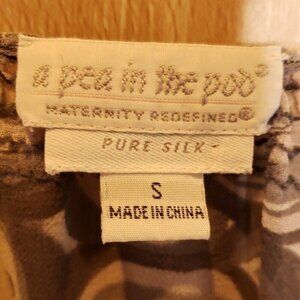 a pea in the pod®
MATERNITY REDEFINED®
PURE SILK
S
MADE IN CHINA